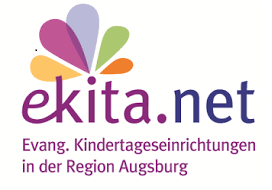 ekita.net
Evang. Kindertageseinrichtungen
in der Region Augsburg